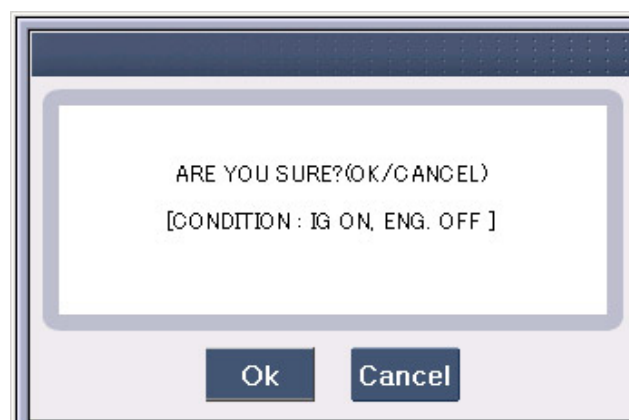 ARE YOU SURE?(OK/CANCEL)
[CONDITION : IG ON, ENG. OFF ]
Ok
Cancel